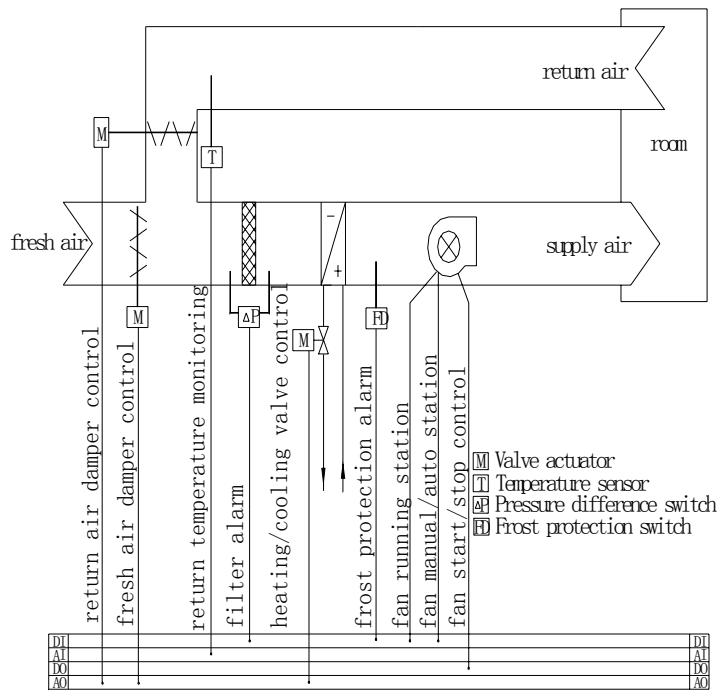 return air
room
M
T
fresh air
supply air
M
ΔP
M
FD
return air damper control
fresh air damper control
return temperature monitoring
filter alarm
heating/cooling valve control
frost protection alarm
fan running station
fan manual/auto station
fan start/stop control
M Valve actuator
T Temperature sensor
ΔP Pressure difference switch
FD Frost protection switch
DI DI
AI AI
DO DO
AO AO